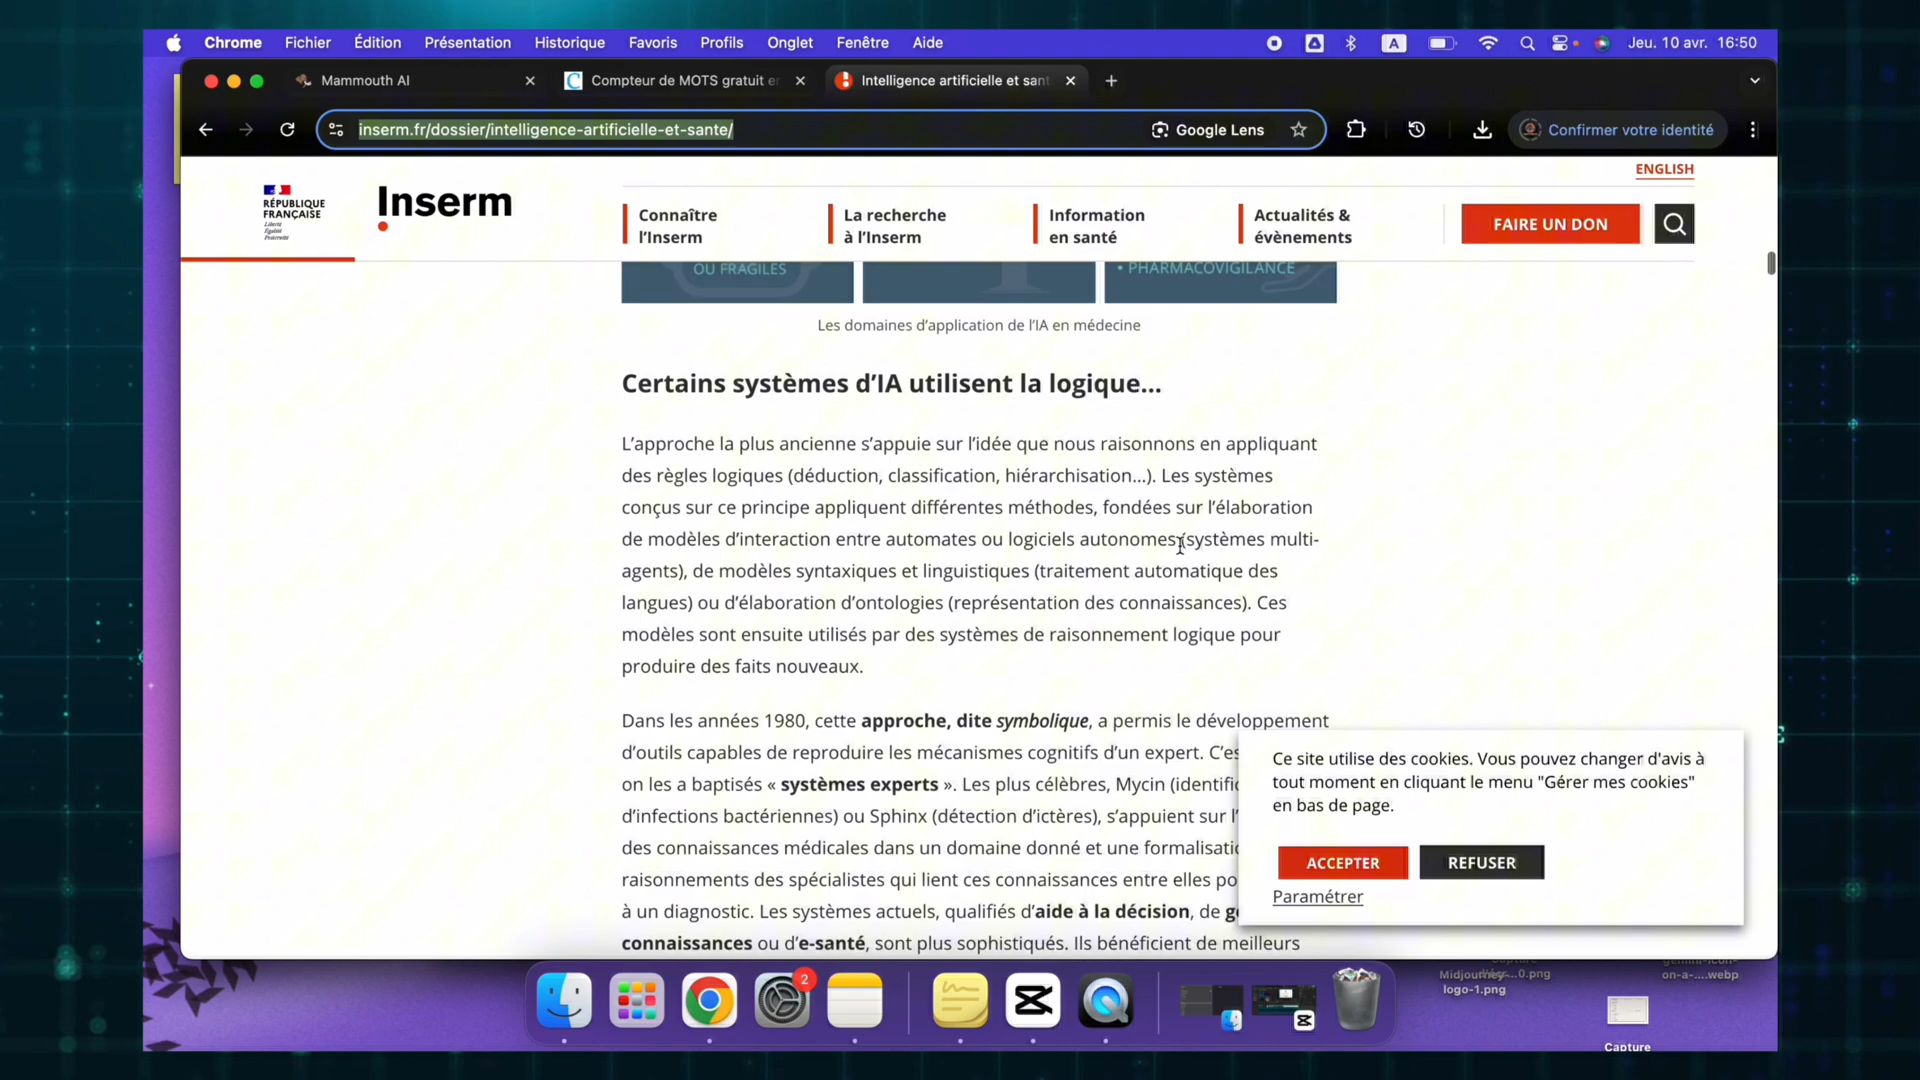 Chrome Fichier Édition Présentation Historique Favoris Profils Onglet Fenêtre Aide A Jeu. 10 avr. 16:50
Mammouth AI Compteur de MOTS gratuit er Intelligence artificielle et sant
inserm.fr/dossier/intelligence-artificielle-et-sante/ Google Lens Confirmer votre identité
ENGLISH
RÉPUBLIQUE
FRANÇAISE
Liberté
Égalité
Fraternité
Inserm
Connaître
l’Inserm
La recherche
à l’Inserm
Information
en santé
Actualités &
évènements
FAIRE UN DON
OU FRAGILES
• PHARMACOVIGILANCE
Les domaines d’application de l’IA en médecine
Certains systèmes d’IA utilisent la logique…
L’approche la plus ancienne s’appuie sur l’idée que nous raisonnons en appliquant
des règles logiques (déduction, classification, hiérarchisation…). Les systèmes
conçus sur ce principe appliquent différentes méthodes, fondées sur l’élaboration
de modèles d’interaction entre automates ou logiciels autonomes (systèmes multi-
agents), de modèles syntaxiques et linguistiques (traitement automatique des
langues) ou d’élaboration d’ontologies (représentation des connaissances). Ces
modèles sont ensuite utilisés par des systèmes de raisonnement logique pour
produire des faits nouveaux.
Dans les années 1980, cette approche, dite symbolique, a permis le développement
d’outils capables de reproduire les mécanismes cognitifs d’un expert. C’es
on les a baptisés « systèmes experts ». Les plus célèbres, Mycin (identific
d’infections bactériennes) ou Sphinx (détection d’ictères), s’appuient sur l’
des connaissances médicales dans un domaine donné et une formalisati
raisonnements des spécialistes qui lient ces connaissances entre elles po
à un diagnostic. Les systèmes actuels, qualifiés d’aide à la décision, de g
connaissances ou d’e-santé, sont plus sophistiqués. Ils bénéficient de meilleurs
Ce site utilise des cookies. Vous pouvez changer d'avis à
tout moment en cliquant le menu "Gérer mes cookies"
en bas de page.
ACCEPTER REFUSER
Paramétrer
2
Midjourney-
logo-1.png
...0.png
on-a-....webp
Capture